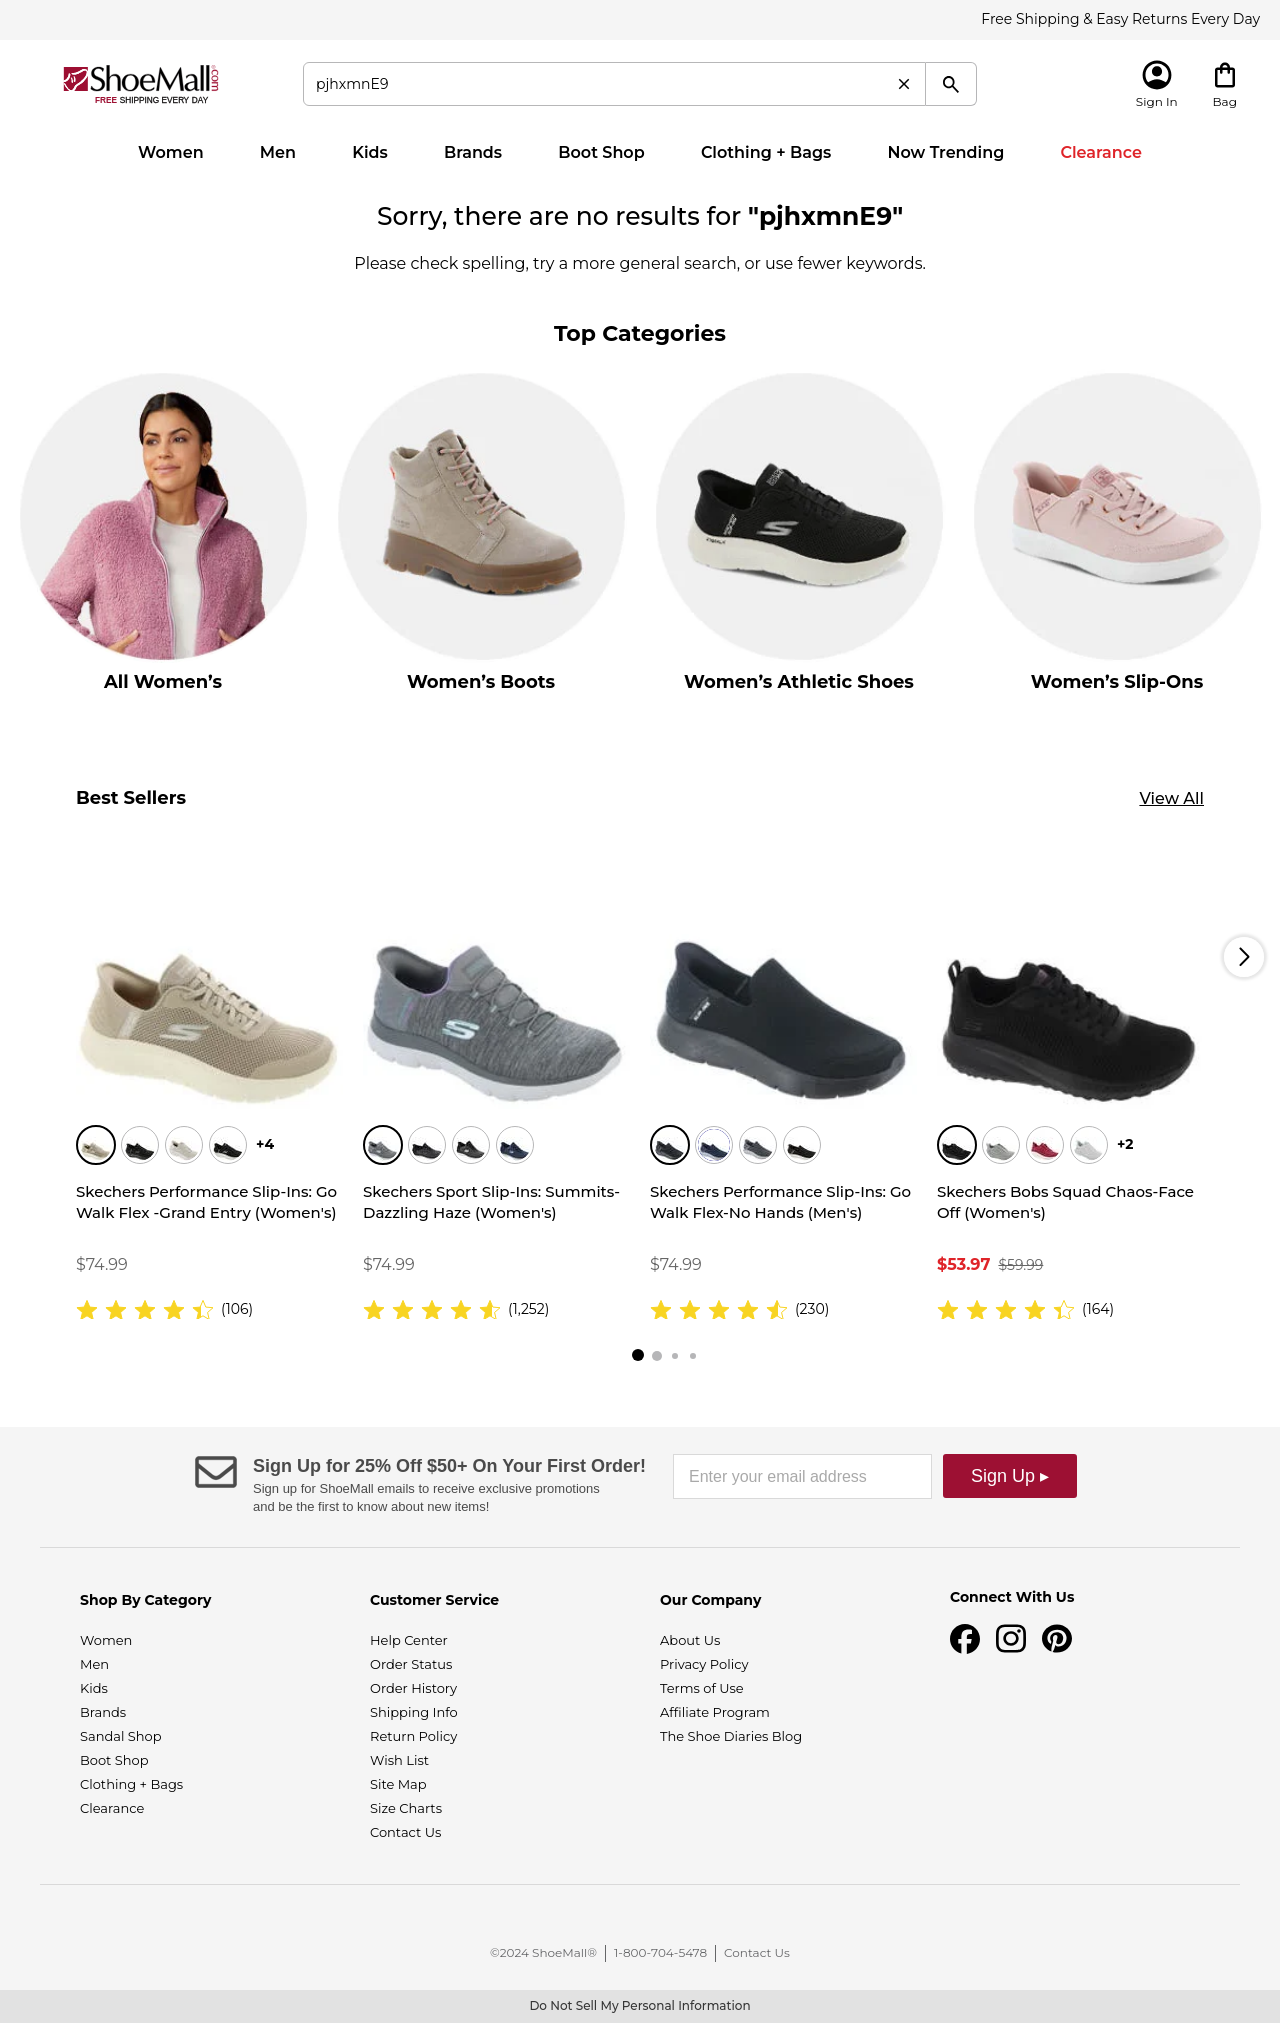 Free Shipping & Easy Returns Every Day
ShoeMall.com
FREE SHIPPING EVERY DAY
pjhxmnE9
Sign In
Bag
Women Men Kids Brands Boot Shop Clothing + Bags Now Trending Clearance
Sorry, there are no results for "pjhxmnE9"
Please check spelling, try a more general search, or use fewer keywords.
Top Categories
All Women’s
Women’s Boots
Women’s Athletic Shoes
Women’s Slip-Ons
Best Sellers
View All
+4
Skechers Performance Slip-Ins: Go
Walk Flex -Grand Entry (Women's)
$74.99
(106)
Skechers Sport Slip-Ins: Summits-
Dazzling Haze (Women's)
$74.99
(1,252)
Skechers Performance Slip-Ins: Go
Walk Flex-No Hands (Men's)
$74.99
(230)
+2
Skechers Bobs Squad Chaos-Face
Off (Women's)
$53.97 $59.99
(164)
Sign Up for 25% Off $50+ On Your First Order!
Sign up for ShoeMall emails to receive exclusive promotions
and be the first to know about new items!
Enter your email address
Sign Up ▸
Shop By Category
Women
Men
Kids
Brands
Sandal Shop
Boot Shop
Clothing + Bags
Clearance
Customer Service
Help Center
Order Status
Order History
Shipping Info
Return Policy
Wish List
Site Map
Size Charts
Contact Us
Our Company
About Us
Privacy Policy
Terms of Use
Affiliate Program
The Shoe Diaries Blog
Connect With Us
©2024 ShoeMall® | 1-800-704-5478 | Contact Us
Do Not Sell My Personal Information